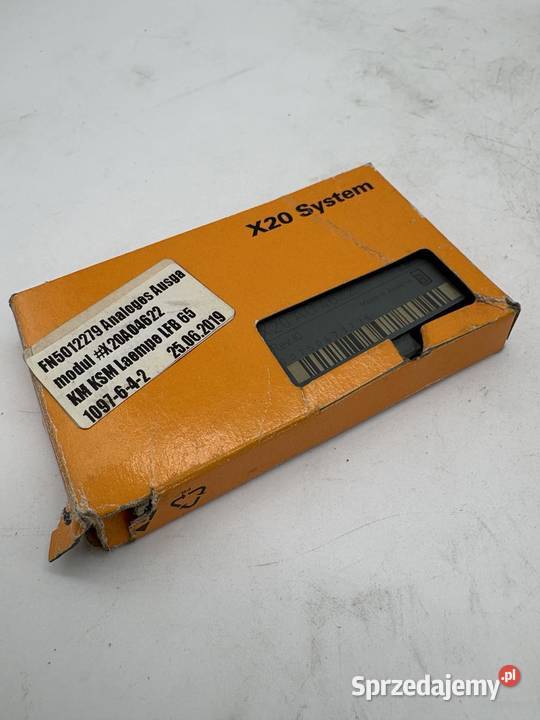 X20 System
FN5012279 Analoges Ausga
modul #X20AO4622
KM KSM Laempe LFB 65
1097-6-4-2 25.06.2019
Sprzedajemy.pl